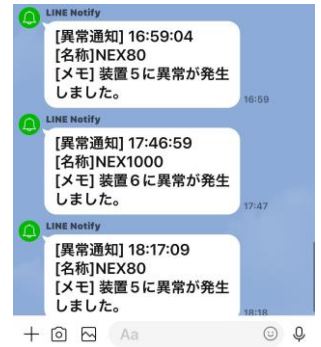 LINE Notify
[異常通知] 16:59:04
[名称]NEX80
[メモ] 装置5に異常が発生
しました。
16:59
LINE Notify
[異常通知] 17:46:59
[名称]NEX1000
[メモ] 装置6に異常が発生
しました。
17:47
LINE Notify
[異常通知] 18:17:09
[名称]NEX80
[メモ] 装置5に異常が発生
しました。
18:18
Aa